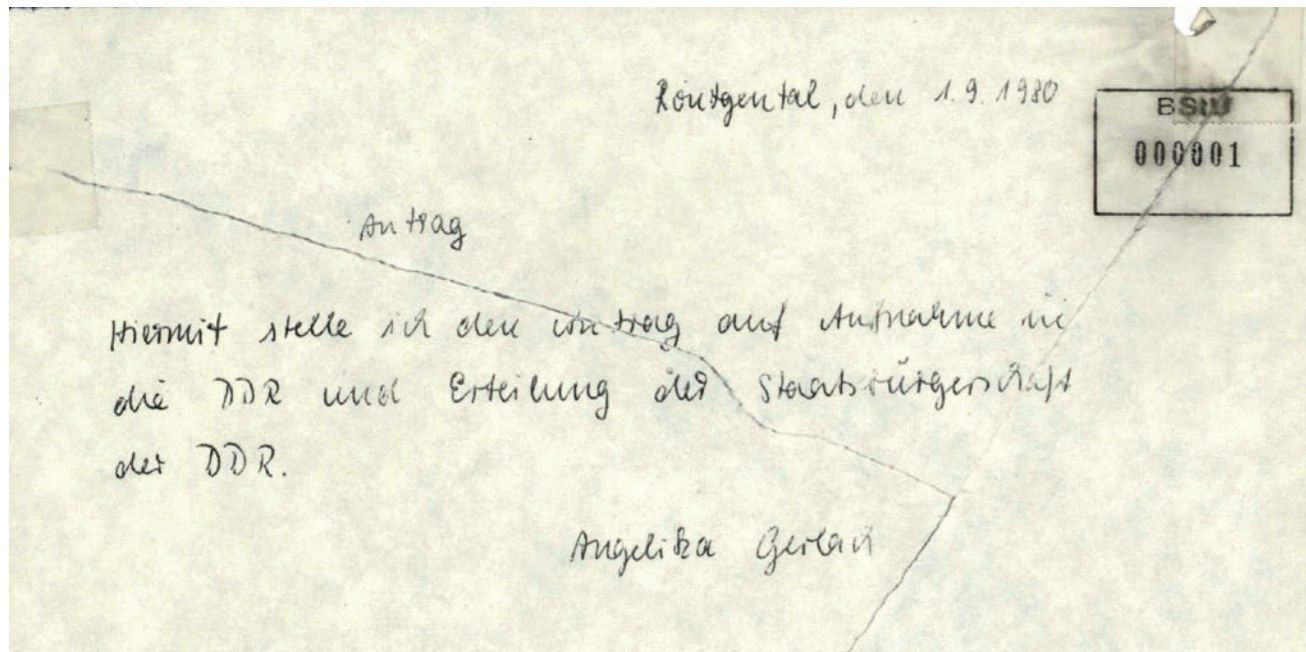 Röntgental, den 1.9.1980
BStU
000001
Antrag
Hiermit stelle ich den Antrag auf Aufnahme in
die DDR und Erteilung der Staatsbürgerschaft
der DDR.
Angelika Gerlach